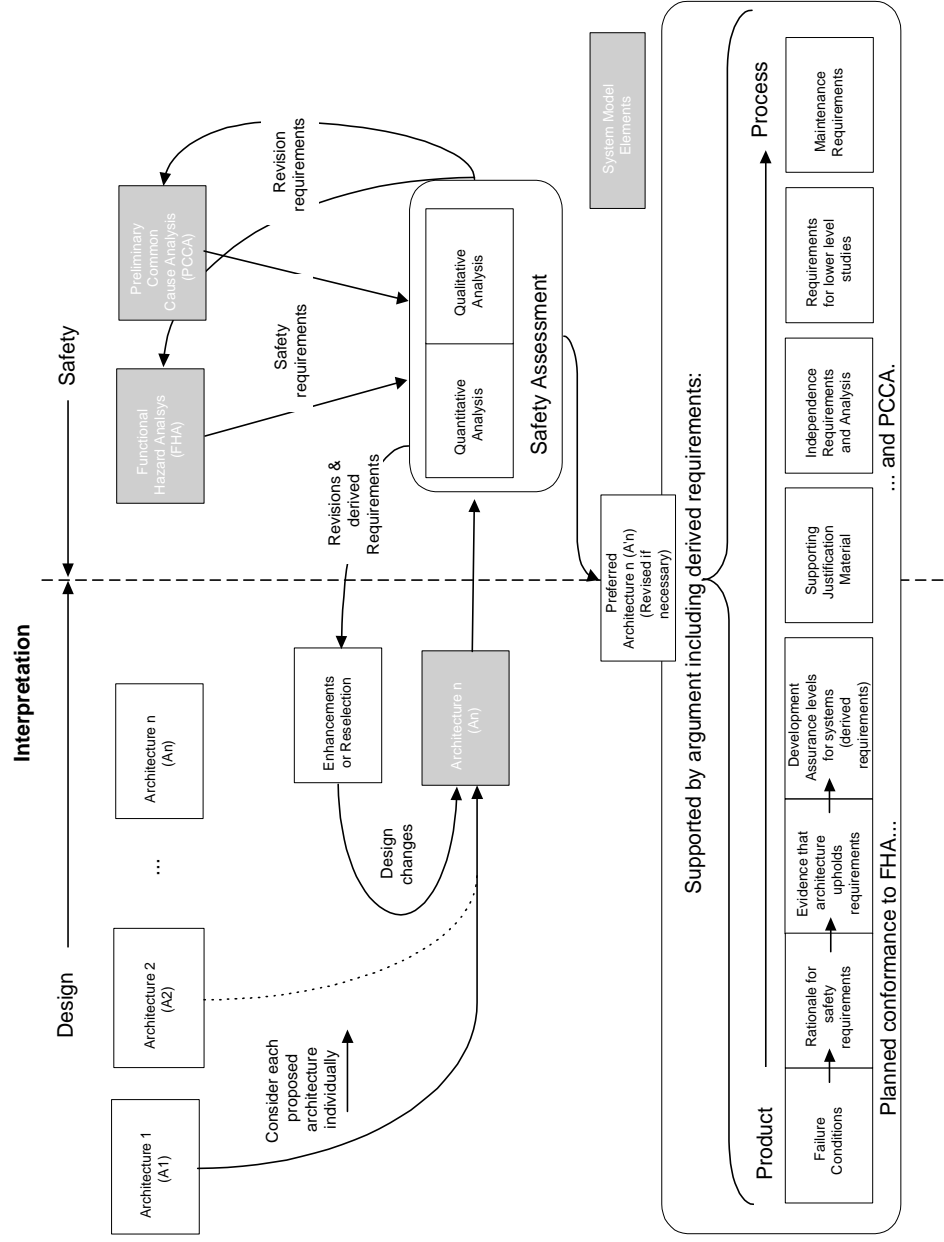 Interpretation
Design
Safety
Architecture 1
(A1)
Architecture 2
(A2)
...
Architecture n
(An)
Functional
Hazard Analsys
(FHA)
Preliminary
Common
Cause Analysis
(PCCA)
Consider each
proposed
architecture
individually
Design
changes
Enhancements
or Reselection
Revisions &
derived
Requirements
Safety
requirements
Revision
requirements
Architecture n
(An)
Quantitative
Analysis
Qualitative
Analysis
Safety Assessment
System Model
Elements
Preferred
Architecture n (A'n)
(Revised if
necessary)
Supported by argument including derived requirements:
Product
Process
Failure
Conditions
Rationale for
safety
requirements
Evidence that
architecture
upholds
requirements
Development
Assurance levels
for systems
(derived
requirements)
Supporting
Justification
Material
Independence
Requirements
and Analysis
Requirements
for lower level
studies
Maintenance
Requirements
Planned conformance to FHA...
... and PCCA.